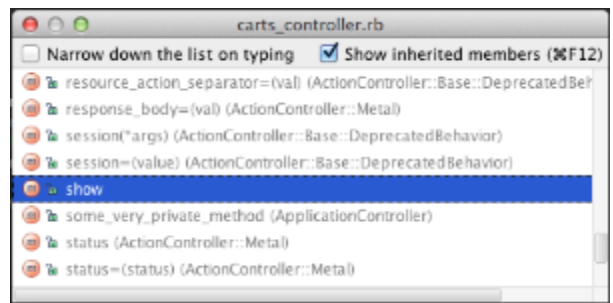 carts_controller.rb
Narrow down the list on typing Show inherited members (⌘F12)
resource_action_separator=(val) (ActionController::Base::DeprecatedBeh
response_body=(val) (ActionController::Metal)
session(*args) (ActionController::Base::DeprecatedBehavior)
session=(value) (ActionController::Base::DeprecatedBehavior)
show
some_very_private_method (ApplicationController)
status (ActionController::Metal)
status=(status) (ActionController::Metal)